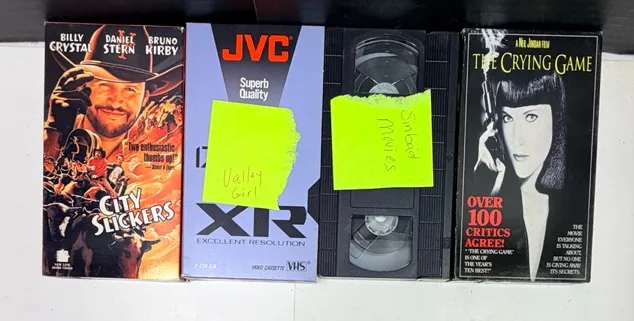 BILLY CRYSTAL
DANIEL STERN
BRUNO KIRBY
"Two enthusiastic
thumbs up!"
CITY
SLICKERS
JVC
Superb
Quality
Valley
Girl
XR
EXCELLENT RESOLUTION
VIDEO CASSETTE VHS
Sinbad
Movies
A NEIL JORDAN FILM
THE CRYING GAME
OVER
100
CRITICS
AGREE!
"'THE CRYING GAME'
IS ONE OF
THE YEAR'S
TEN BEST!"
THE
MOVIE
EVERYONE
IS TALKING
ABOUT,
BUT NO ONE
IS GIVING AWAY
ITS SECRETS.